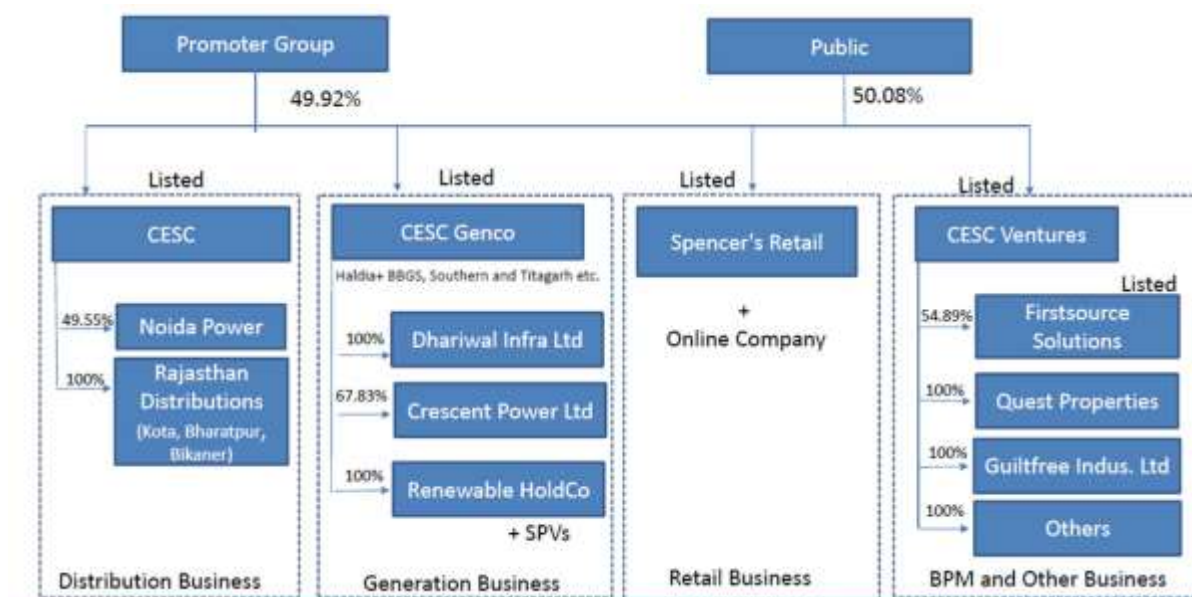 Promoter Group
Public
49.92%
50.08%
Listed
Listed
Listed
Listed
CESC
49.55%
Noida Power
100%
Rajasthan
Distributions
(Kota, Bharatpur,
Bikaner)
Distribution Business
CESC Genco
Haldia+ BBGS, Southern and Titagarh etc.
100%
Dhariwal Infra Ltd
67.83%
Crescent Power Ltd
100%
Renewable HoldCo
+ SPVs
Generation Business
Spencer's Retail
+
Online Company
Retail Business
CESC Ventures
Listed
54.89%
Firstsource
Solutions
100%
Quest Properties
100%
Guiltfree Indus. Ltd
100%
Others
BPM and Other Business